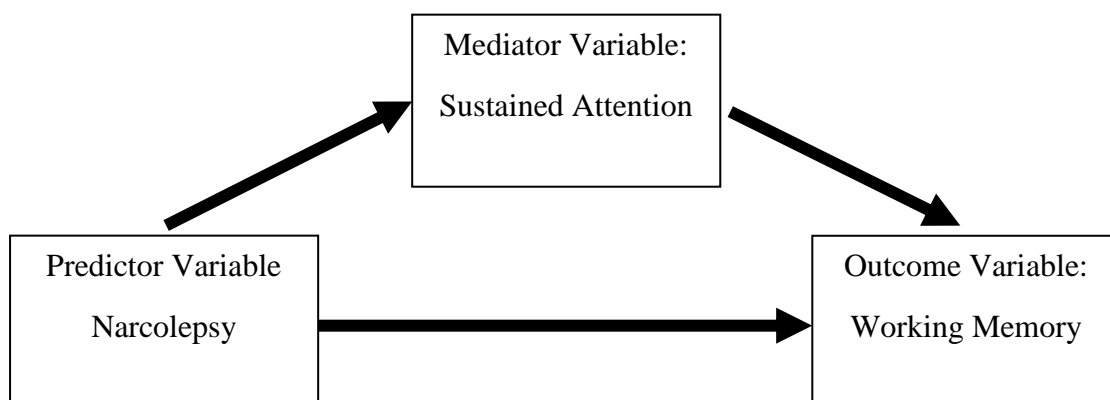 Mediator Variable:
Sustained Attention
Predictor Variable
Narcolepsy
Outcome Variable:
Working Memory